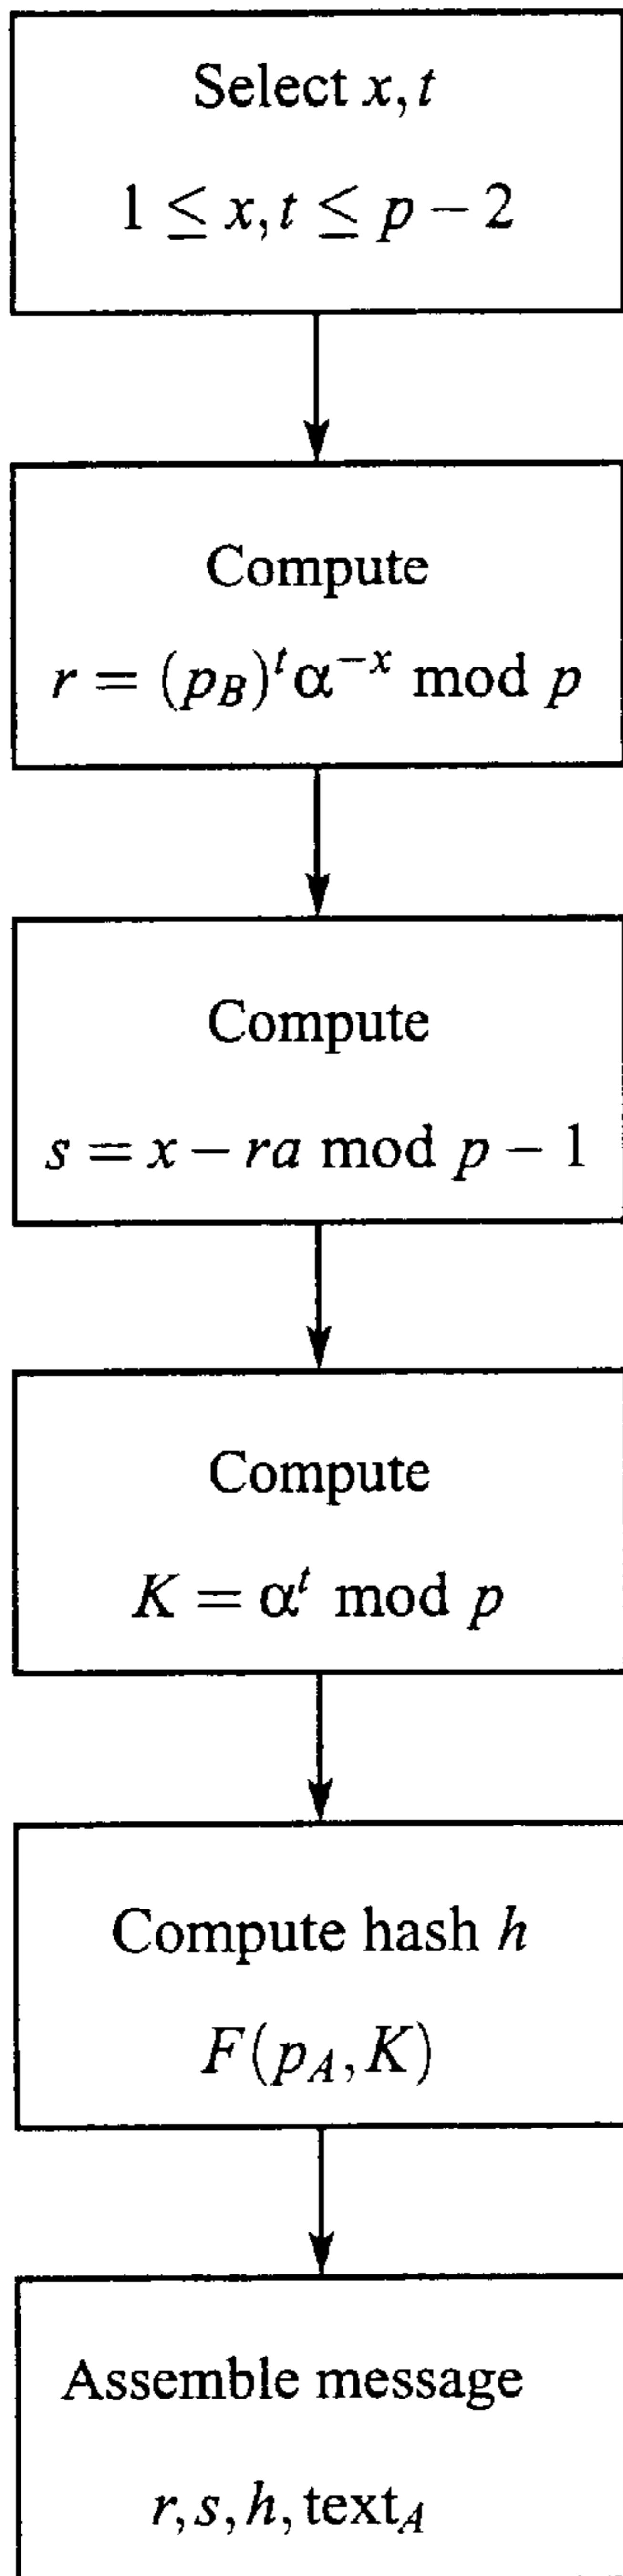 Select x, t
1 ≤ x, t ≤ p − 2
Compute
r = (p_B)^t α^{−x} mod p
Compute
s = x − ra mod p − 1
Compute
K = α^t mod p
Compute hash h
F(p_A, K)
Assemble message
r, s, h, text_A